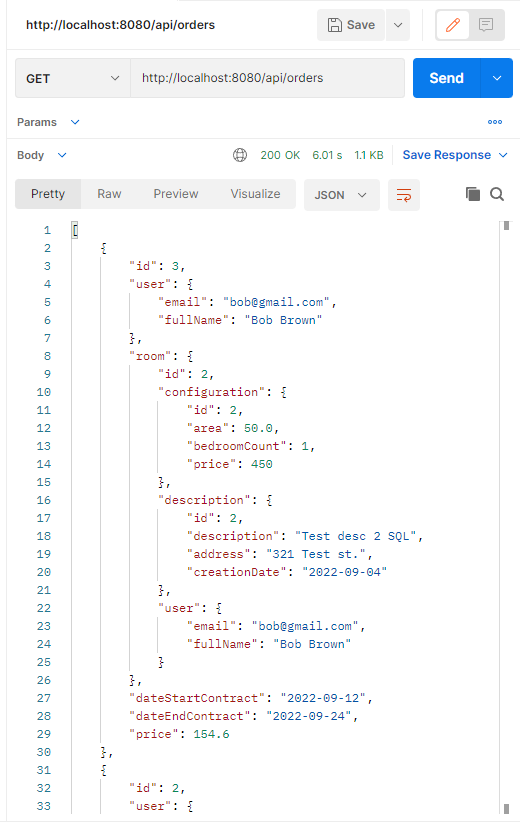 http://localhost:8080/api/orders Save
GET http://localhost:8080/api/orders Send
Params
Body 200 OK 6.01 s 1.1 KB Save Response
Pretty Raw Preview Visualize JSON
1 [
2 {
3 "id": 3,
4 "user": {
5 "email": "bob@gmail.com",
6 "fullName": "Bob Brown"
7 },
8 "room": {
9 "id": 2,
10 "configuration": {
11 "id": 2,
12 "area": 50.0,
13 "bedroomCount": 1,
14 "price": 450
15 },
16 "description": {
17 "id": 2,
18 "description": "Test desc 2 SQL",
19 "address": "321 Test st.",
20 "creationDate": "2022-09-04"
21 },
22 "user": {
23 "email": "bob@gmail.com",
24 "fullName": "Bob Brown"
25 }
26 },
27 "dateStartContract": "2022-09-12",
28 "dateEndContract": "2022-09-24",
29 "price": 154.6
30 },
31 {
32 "id": 2,
33 "user": {